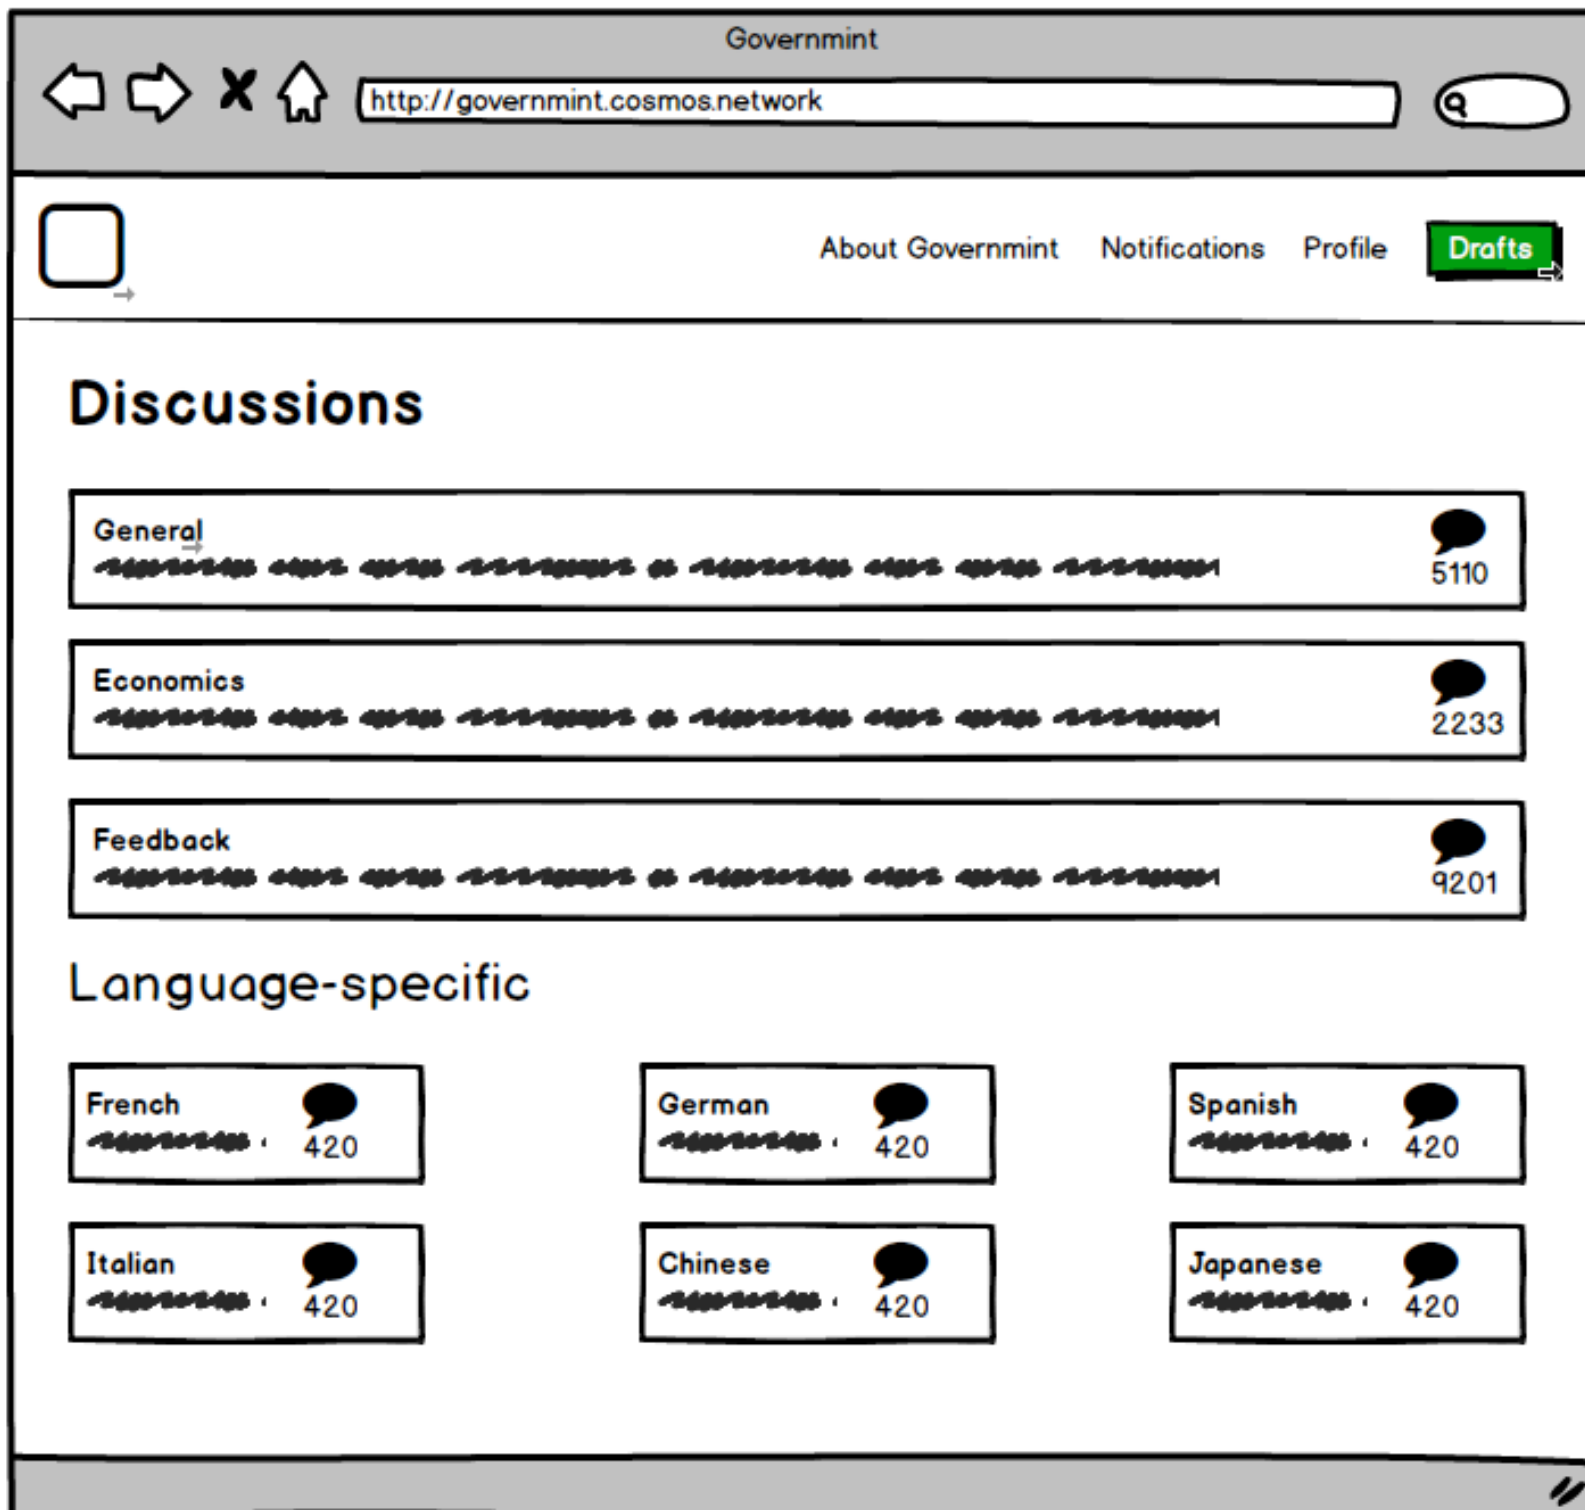 Governmint
http://governmint.cosmos.network
About Governmint Notifications Profile Drafts
Discussions
General
5110
Economics
2233
Feedback
9201
Language-specific
French
420
German
420
Spanish
420
Italian
420
Chinese
420
Japanese
420